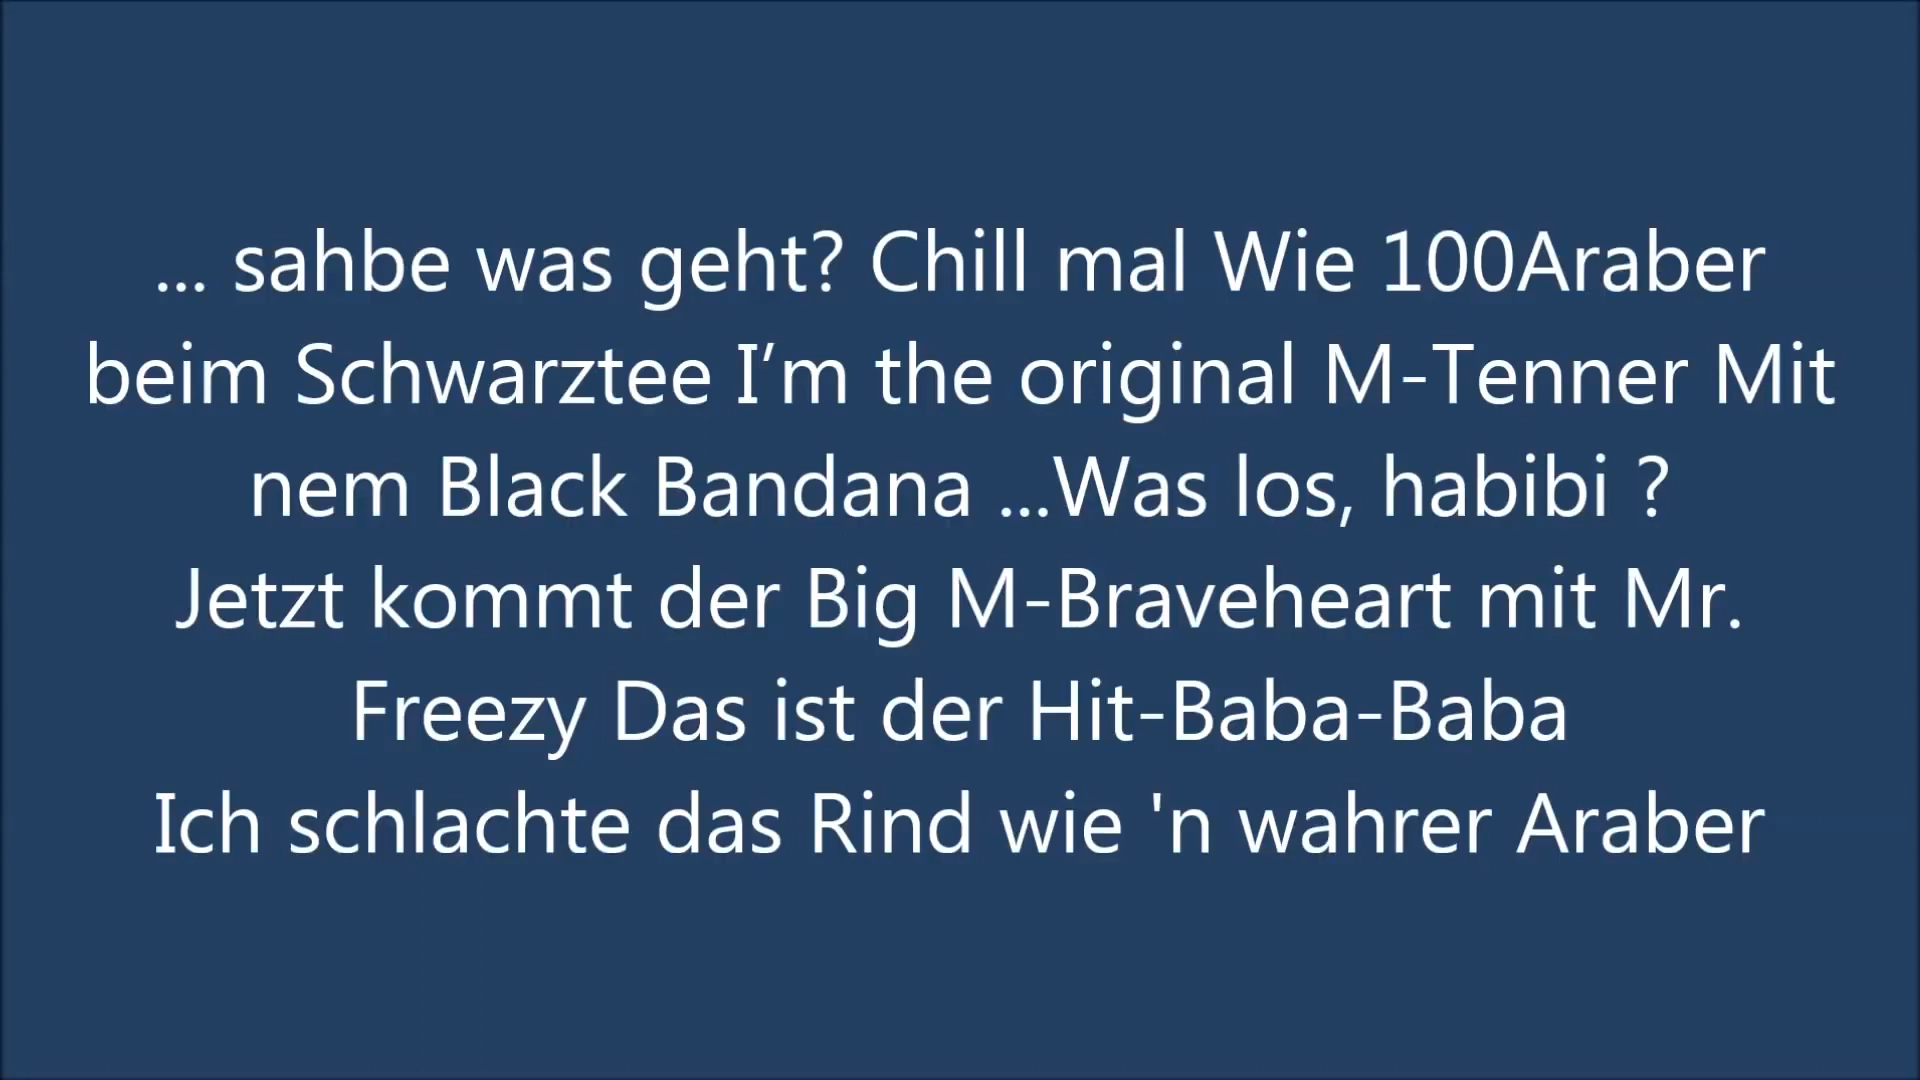 ... sahbe was geht? Chill mal Wie 100Araber
beim Schwarztee I’m the original M-Tenner Mit
nem Black Bandana ...Was los, habibi ?
Jetzt kommt der Big M-Braveheart mit Mr.
Freezy Das ist der Hit-Baba-Baba
Ich schlachte das Rind wie 'n wahrer Araber